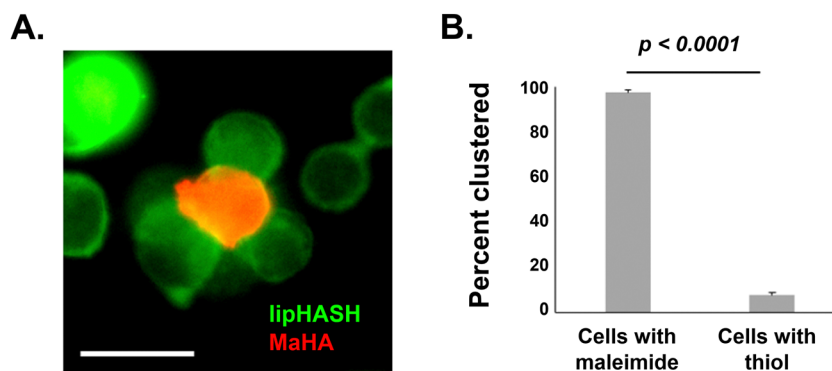 A.
lipHASH
MaHA
B.
p < 0.0001
Percent clustered
100
80
60
40
20
0
Cells with maleimide
Cells with thiol